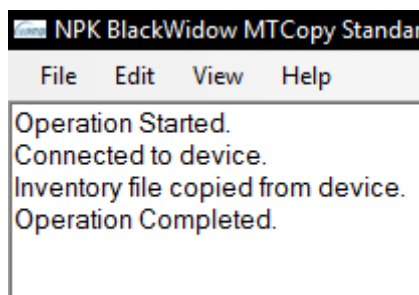 NPK BlackWidow MTCopy Standar
File Edit View Help
Operation Started.
Connected to device.
Inventory file copied from device.
Operation Completed.